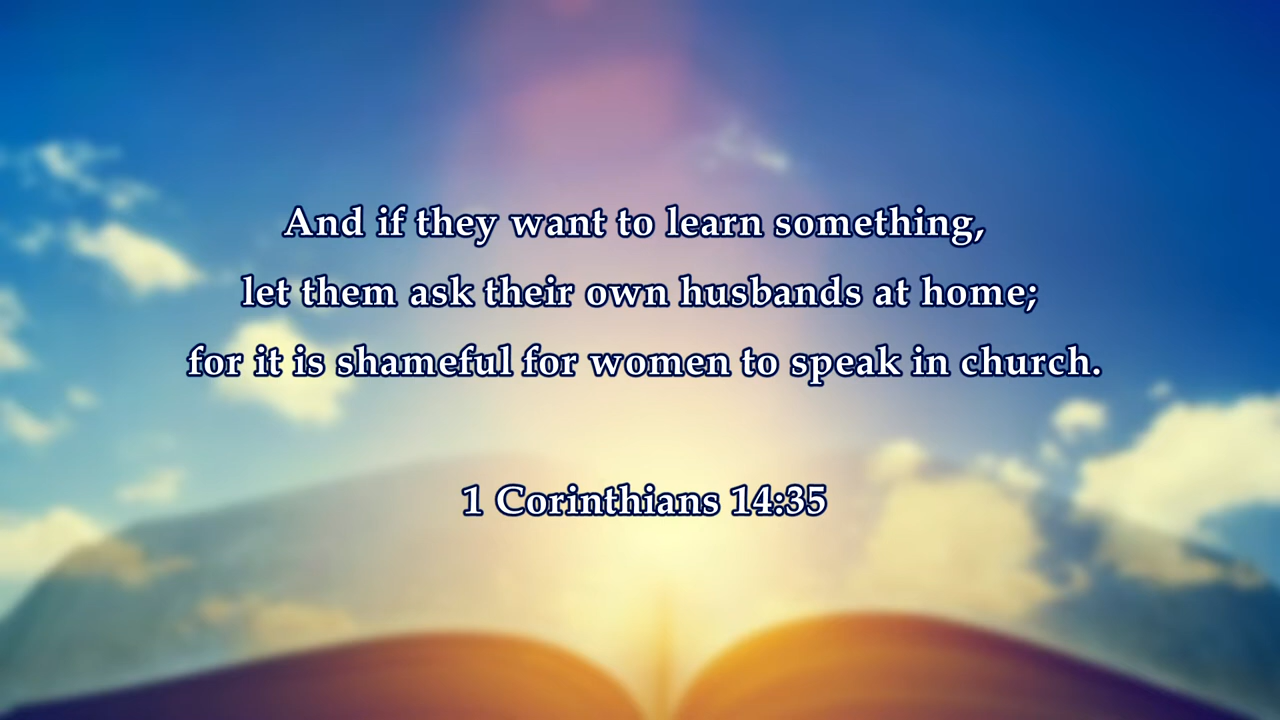 And if they want to learn something,
let them ask their own husbands at home;
for it is shameful for women to speak in church.
1 Corinthians 14:35